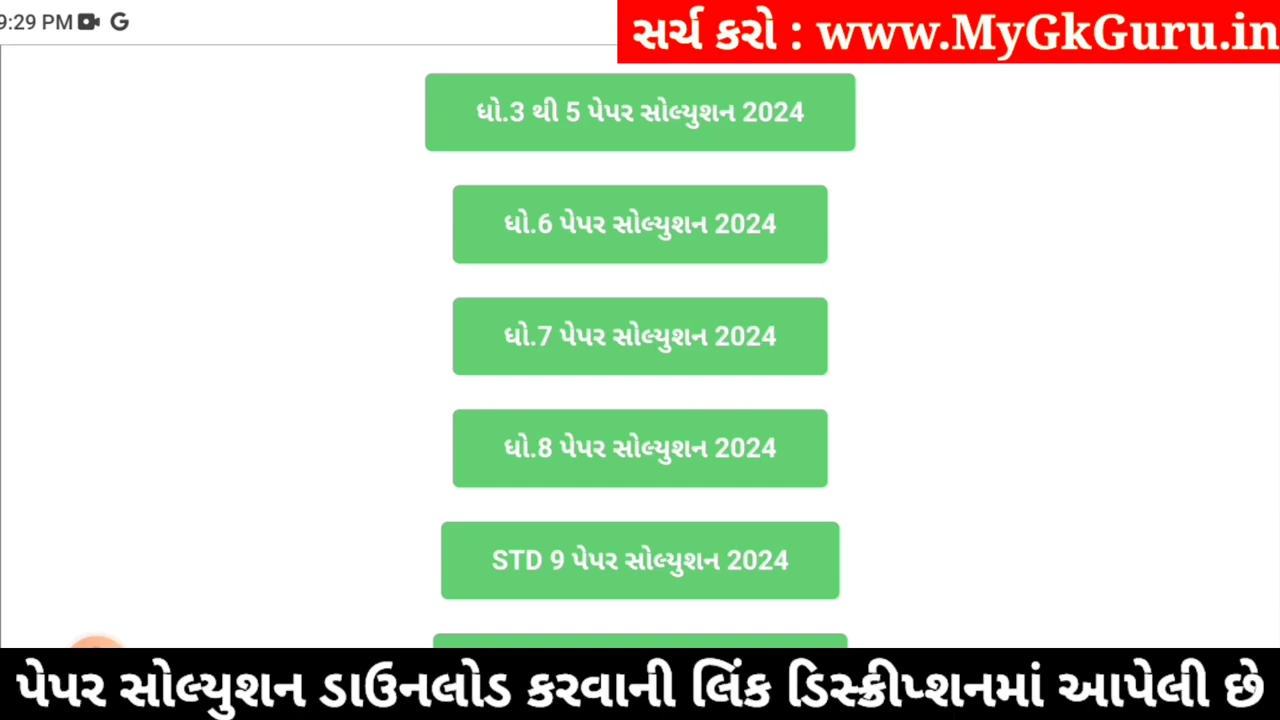 9:29 PM
સર્ચ કરો : www.MyGkGuru.in
ધો.3 થી 5 પેપર સોલ્યુશન 2024
ધો.6 પેપર સોલ્યુશન 2024
ધો.7 પેપર સોલ્યુશન 2024
ધો.8 પેપર સોલ્યુશન 2024
STD 9 પેપર સોલ્યુશન 2024
પેપર સોલ્યુશન ડાઉનલોડ કરવાની લિંક ડિસ્ક્રીપ્શનમાં આપેલી છે